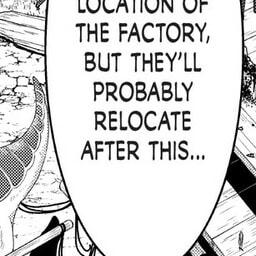 LOCATION OF
THE FACTORY,
BUT THEY'LL
PROBABLY
RELOCATE
AFTER THIS...